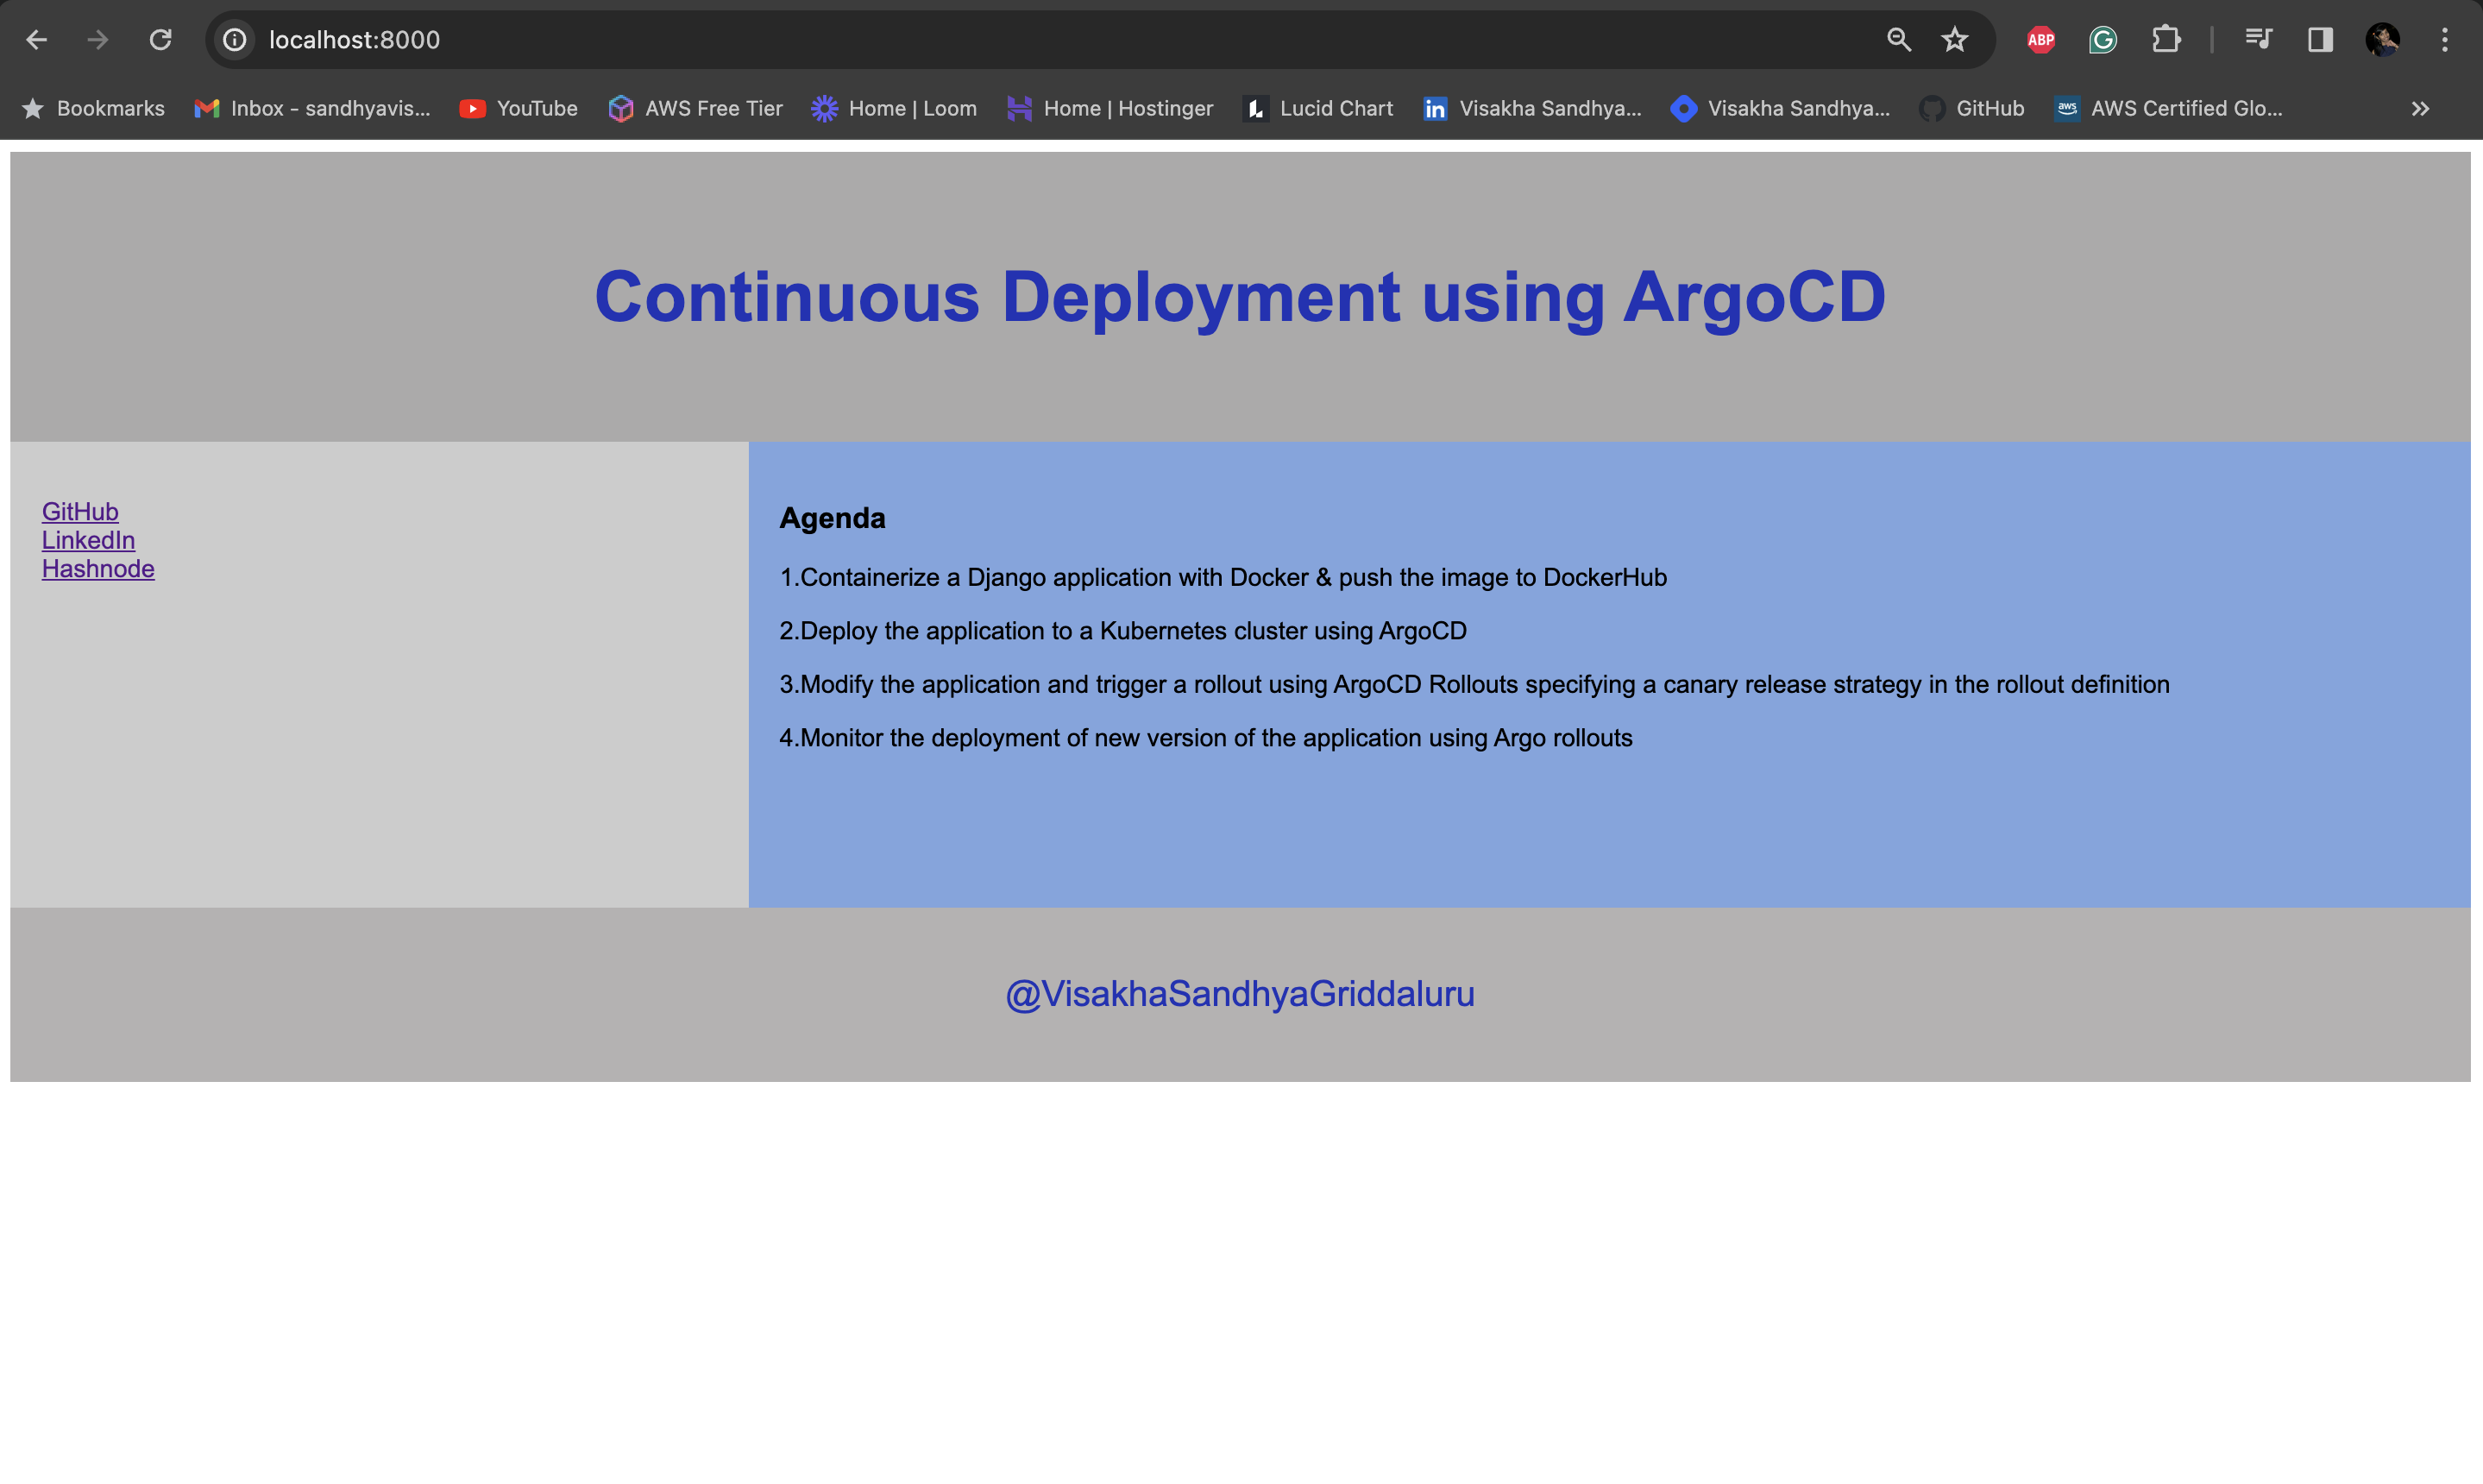 localhost:8000
Bookmarks Inbox - sandhyavis... YouTube AWS Free Tier Home | Loom Home | Hostinger Lucid Chart Visakha Sandhya... Visakha Sandhya... GitHub AWS Certified Glo...
Continuous Deployment using ArgoCD
GitHub
LinkedIn
Hashnode
Agenda
1.Containerize a Django application with Docker & push the image to DockerHub
2.Deploy the application to a Kubernetes cluster using ArgoCD
3.Modify the application and trigger a rollout using ArgoCD Rollouts specifying a canary release strategy in the rollout definition
4.Monitor the deployment of new version of the application using Argo rollouts
@VisakhaSandhyaGriddaluru